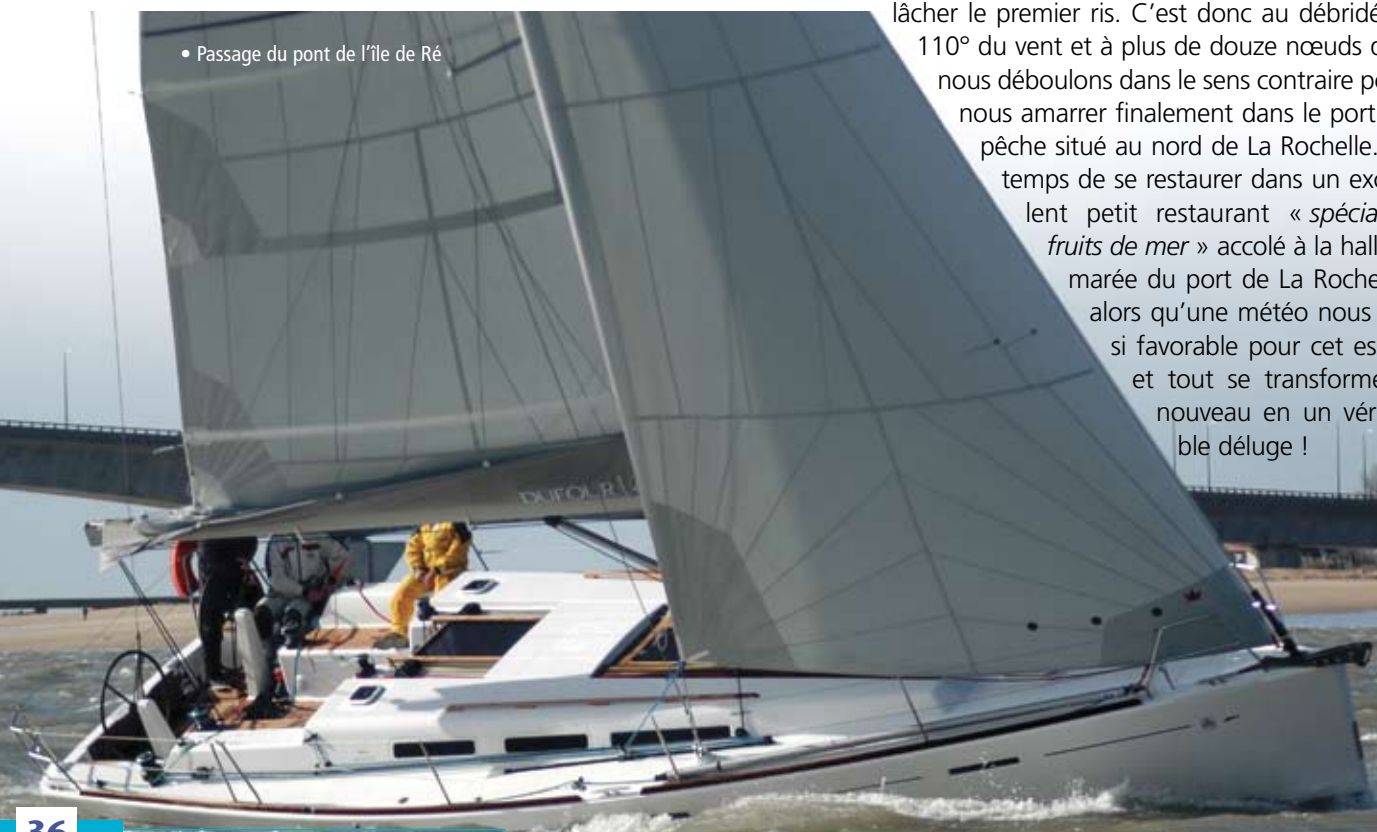 • Passage du pont de l'île de Ré
lâcher le premier ris. C'est donc au débridé
110° du vent et à plus de douze nœuds
nous déboulons dans le sens contraire
nous amarrer finalement dans le port
pêche situé au nord de La Rochelle.
temps de se restaurer dans un exc
lent petit restaurant « spécia
fruits de mer » accolé à la hall
marée du port de La Roche
alors qu'une météo nous
si favorable pour cet es
et tout se transforme
nouveau en un vér
ble déluge !
DUFOUR
36